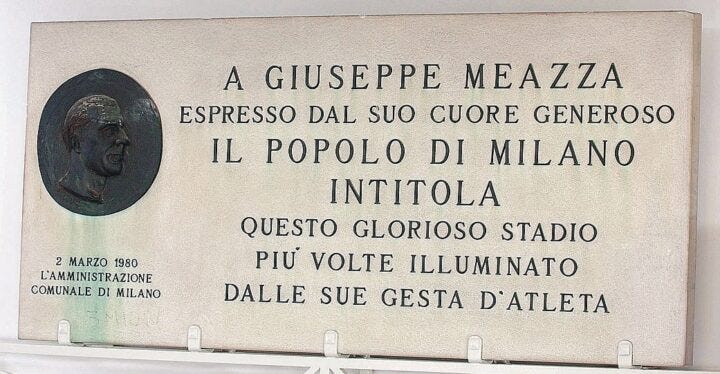 A GIUSEPPE MEAZZA
ESPRESSO DAL SUO CUORE GENEROSO
IL POPOLO DI MILANO
INTITOLA
QUESTO GLORIOSO STADIO
PIU' VOLTE ILLUMINATO
DALLE SUE GESTA D'ATLETA
2 MARZO 1980
L'AMMINISTRAZIONE
COMUNALE DI MILANO